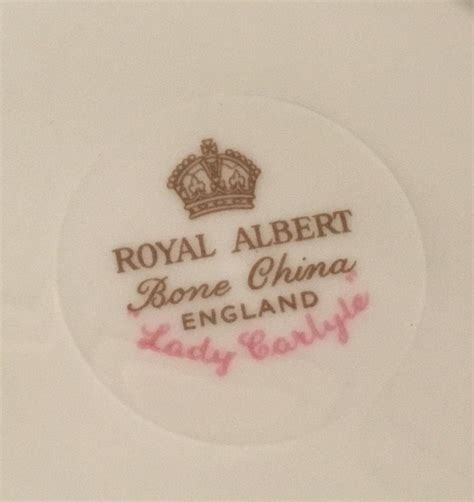 ROYAL ALBERT
Bone China
ENGLAND
"Lady Carlyle"